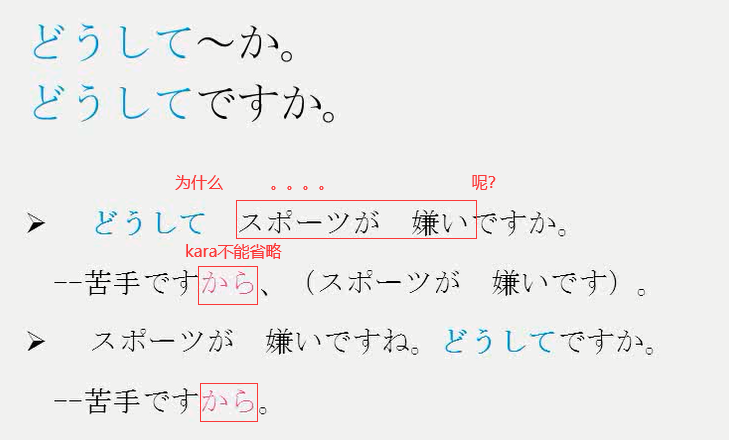 どうして～か。
どうしてですか。
为什么 。。。。 呢?
➢ どうして スポーツが 嫌いですか。
kara不能省略
--苦手ですから、（スポーツが 嫌いです）。
➢ スポーツが 嫌いですね。どうしてですか。
--苦手ですから。